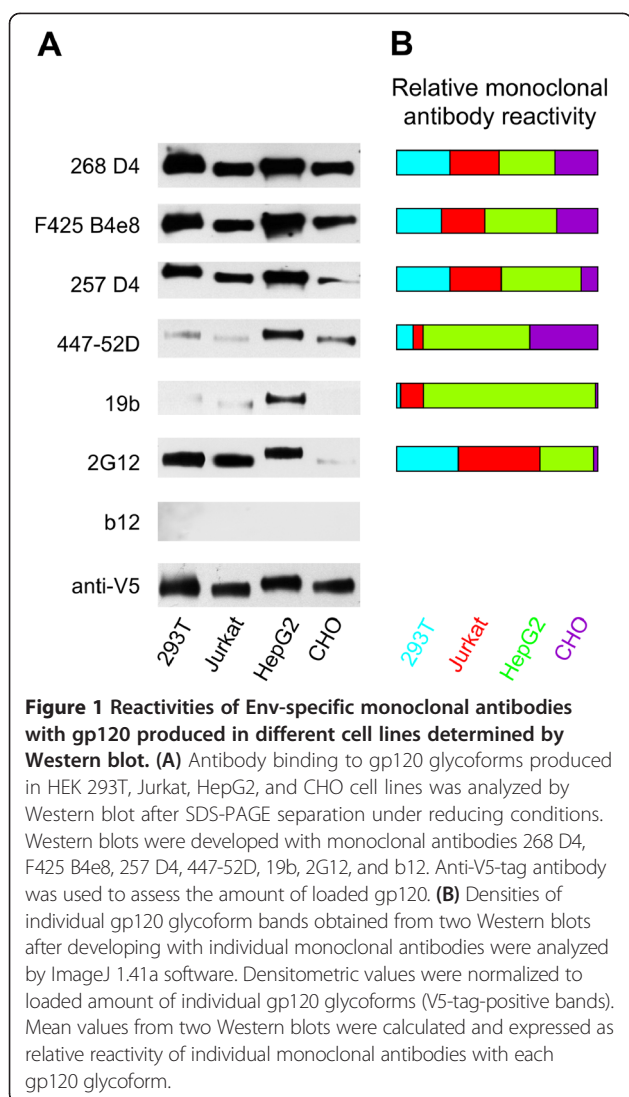 A
B
Relative monoclonal
antibody reactivity
268 D4
F425 B4e8
257 D4
447-52D
19b
2G12
b12
anti-V5
293T
Jurkat
HepG2
CHO
293T
Jurkat
HepG2
CHO
Figure 1 Reactivities of Env-specific monoclonal antibodies
with gp120 produced in different cell lines determined by
Western blot. (A) Antibody binding to gp120 glycoforms produced
in HEK 293T, Jurkat, HepG2, and CHO cell lines was analyzed by
Western blot after SDS-PAGE separation under reducing conditions.
Western blots were developed with monoclonal antibodies 268 D4,
F425 B4e8, 257 D4, 447-52D, 19b, 2G12, and b12. Anti-V5-tag antibody
was used to assess the amount of loaded gp120. (B) Densities of
individual gp120 glycoform bands obtained from two Western blots
after developing with individual monoclonal antibodies were analyzed
by ImageJ 1.41a software. Densitometric values were normalized to
loaded amount of individual gp120 glycoforms (V5-tag-positive bands).
Mean values from two Western blots were calculated and expressed as
relative reactivity of individual monoclonal antibodies with each
gp120 glycoform.